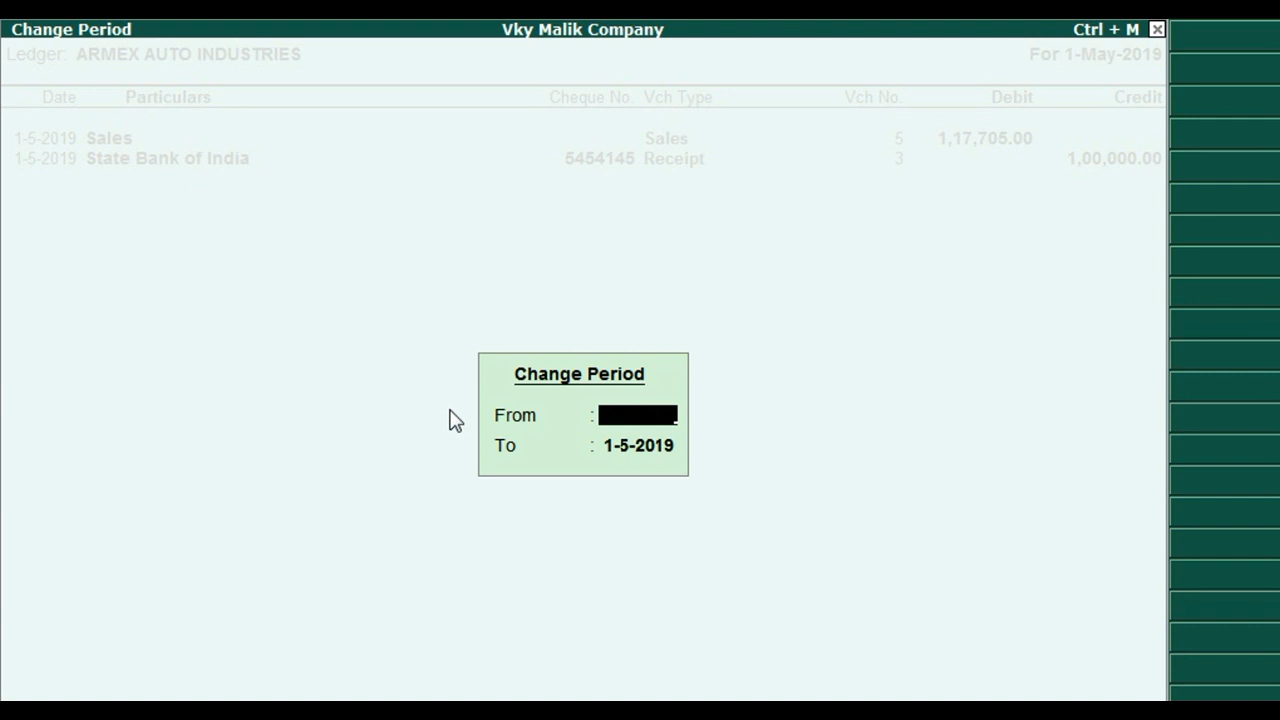 Change Period Vky Malik Company Ctrl + M
Ledger: ARMEX AUTO INDUSTRIES For 1-May-2019
Date Particulars Cheque No. Vch Type Vch No. Debit Credit
1-5-2019 Sales Sales 5 1,17,705.00
1-5-2019 State Bank of India 5454145 Receipt 3 1,00,000.00
Change Period
From :
To : 1-5-2019